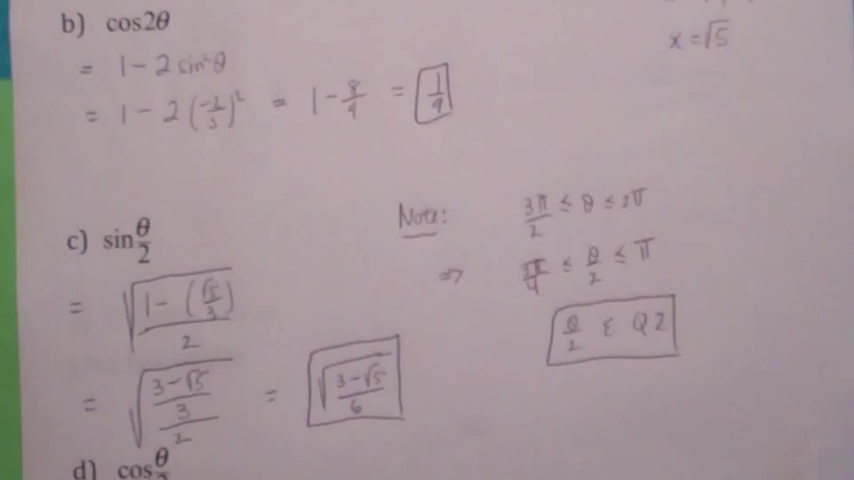 x = √5
b) cos2θ
= 1 - 2 sin²θ
= 1 - 2 (-2/3)² = 1 - 8/9 = 1/9
c) sin θ/2
Note: 3π/2 ≤ θ ≤ 2π
⇒ 3π/4 ≤ θ/2 ≤ π
θ/2 ε Q2
= √((1 - (√5/3))/2)
= √(((3-√5)/3)/2) = √((3-√5)/6)
d) cos θ